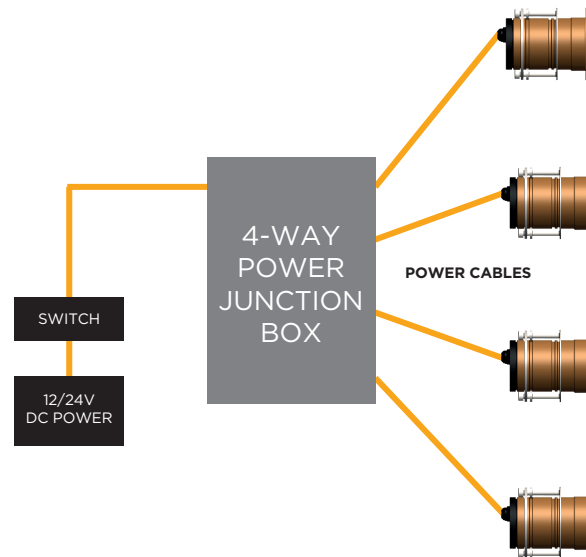 4-WAY
POWER
JUNCTION
BOX
POWER CABLES
SWITCH
12/24V
DC POWER